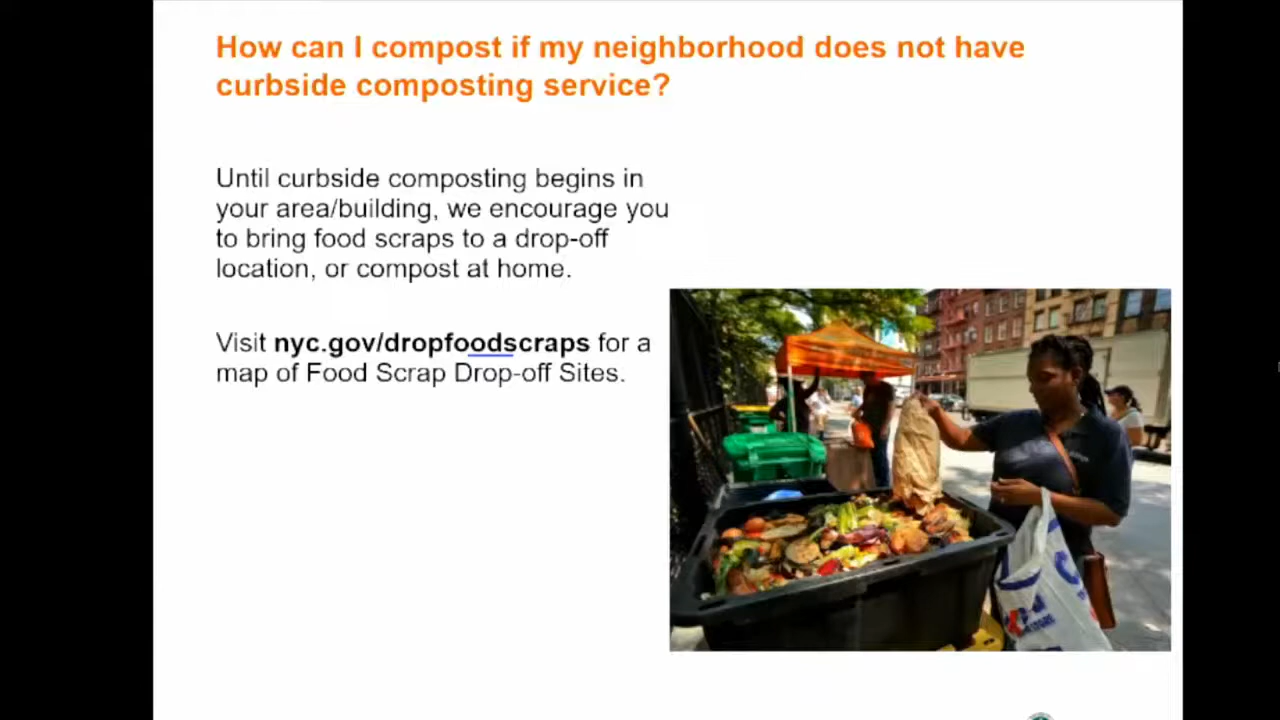 How can I compost if my neighborhood does not have
curbside composting service?
Until curbside composting begins in
your area/building, we encourage you
to bring food scraps to a drop-off
location, or compost at home.
Visit nyc.gov/dropfoodscraps for a
map of Food Scrap Drop-off Sites.